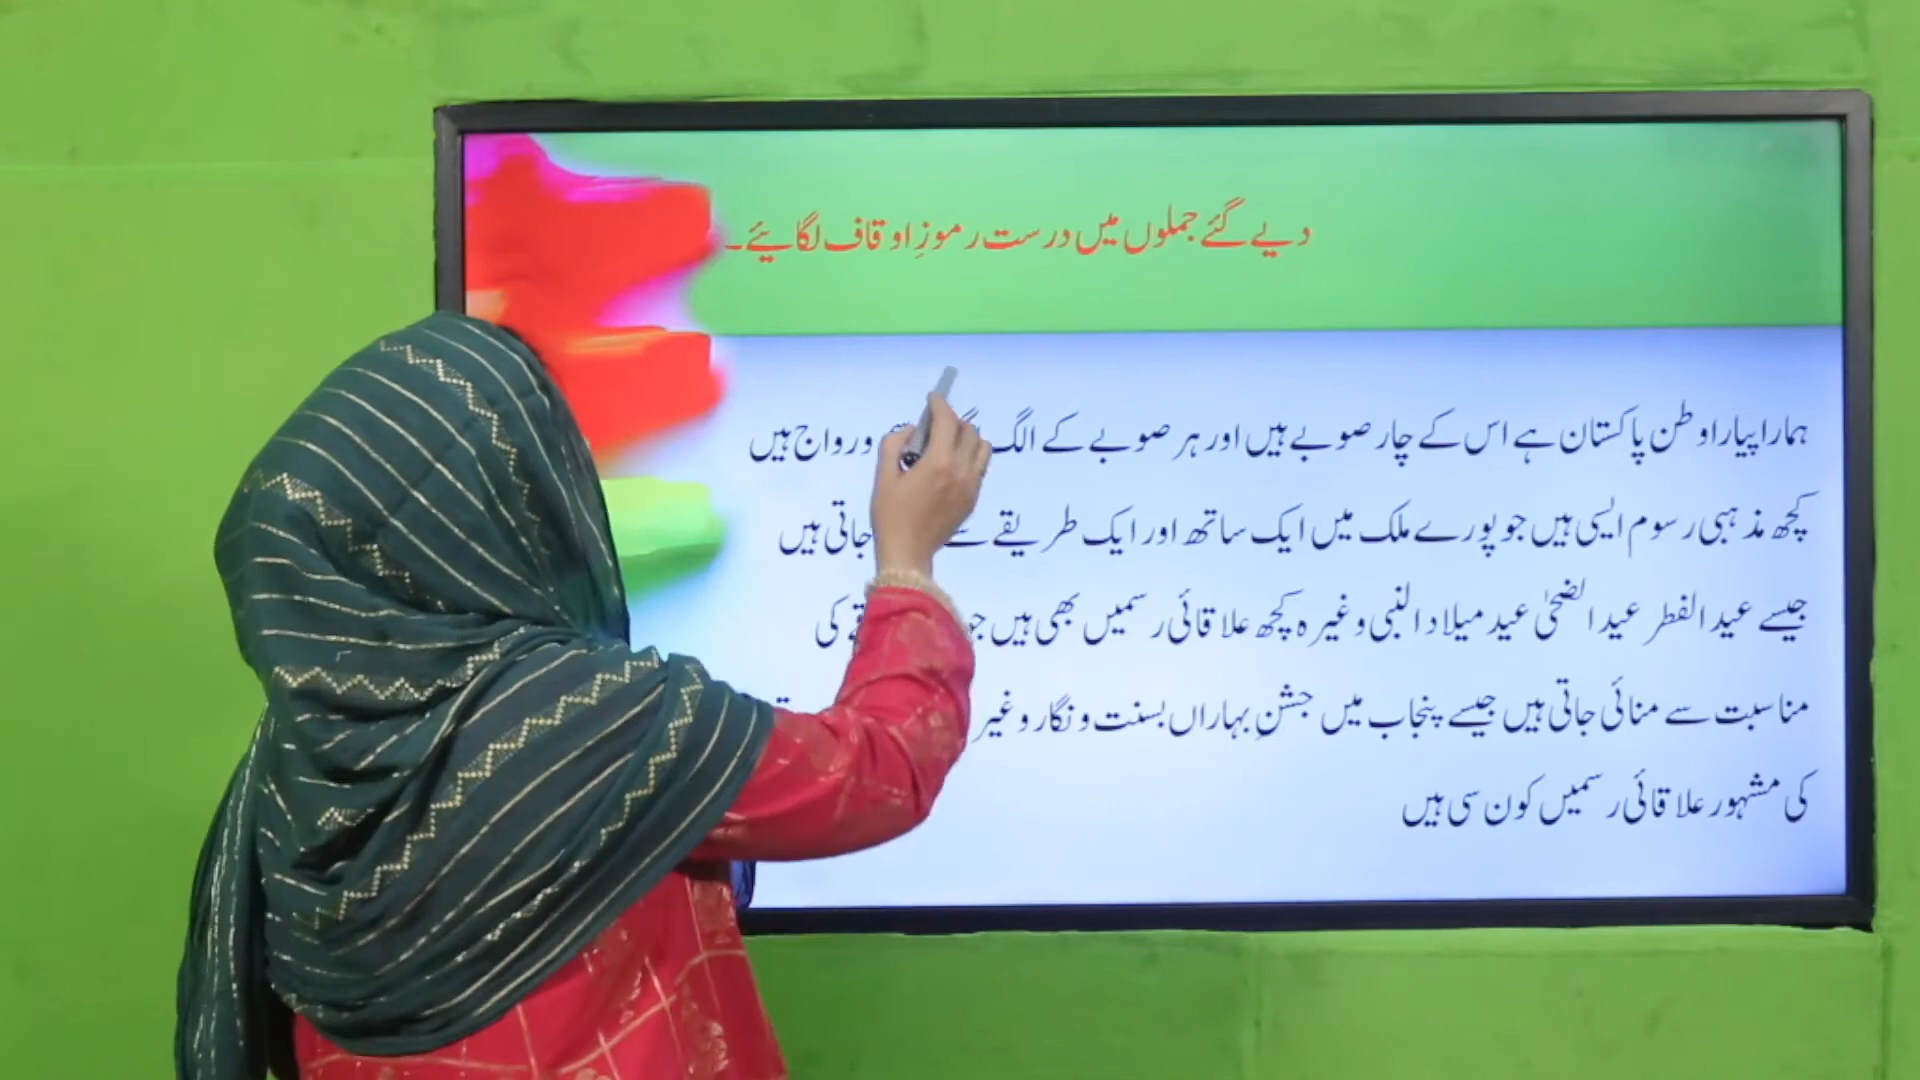 دیے گئے جملوں میں درست رموزِ اوقاف لگائیے۔
ہمارا پیارا وطن پاکستان ہے اس کے چار صوبے ہیں اور ہر صوبے کے الگ و رواج ہیں
کچھ مذہبی رسوم ایسی ہیں جو پورے ملک میں ایک ساتھ اور ایک طریقے سے جاتی ہیں
جیسے عید الفطر عید الضحیٰ عید میلاد النبی وغیرہ کچھ علاقائی رسمیں بھی ہیں جو کی
مناسبت سے منائی جاتی ہیں جیسے پنجاب میں جشنِ بہاراں بسنت و نگار
کی مشہور علاقائی رسمیں کون سی ہیں